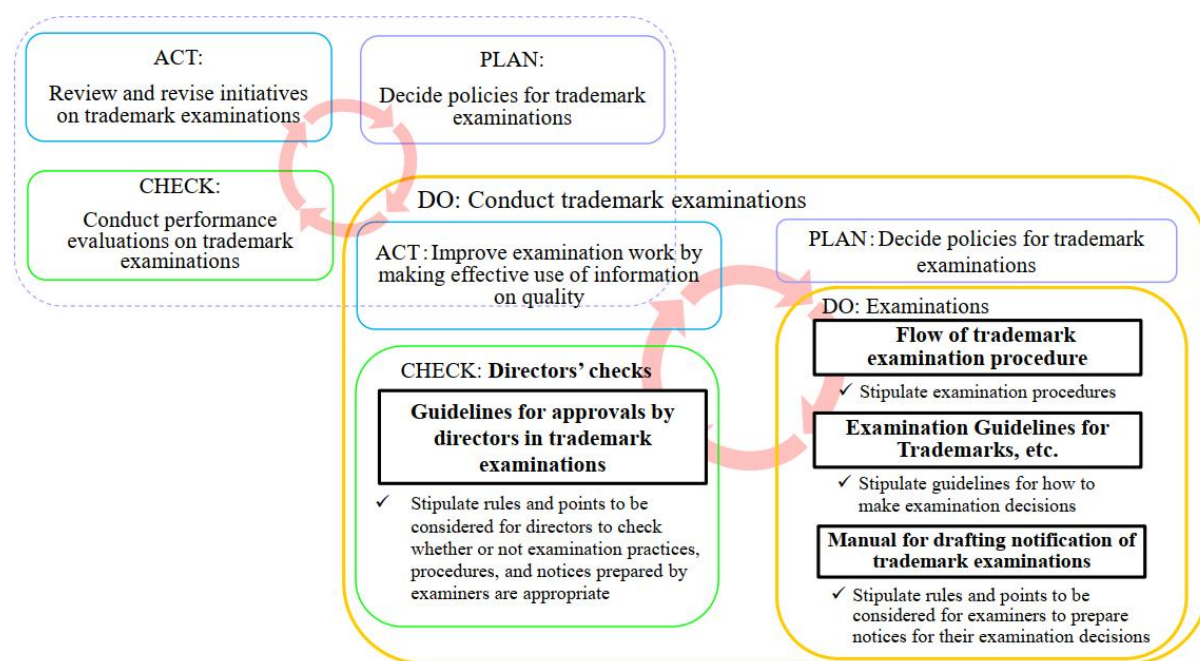 ACT:
Review and revise initiatives
on trademark examinations
PLAN:
Decide policies for trademark
examinations
CHECK:
Conduct performance
evaluations on trademark
examinations
DO: Conduct trademark examinations
ACT: Improve examination work by
making effective use of information
on quality
PLAN: Decide policies for trademark
examinations
CHECK: Directors’ checks
Guidelines for approvals by
directors in trademark
examinations
✓ Stipulate rules and points to be
considered for directors to check
whether or not examination practices,
procedures, and notices prepared by
examiners are appropriate
DO: Examinations
Flow of trademark
examination procedure
✓ Stipulate examination procedures
Examination Guidelines for
Trademarks, etc.
✓ Stipulate guidelines for how to
make examination decisions
Manual for drafting notification of
trademark examinations
✓ Stipulate rules and points to be
considered for examiners to prepare
notices for their examination decisions